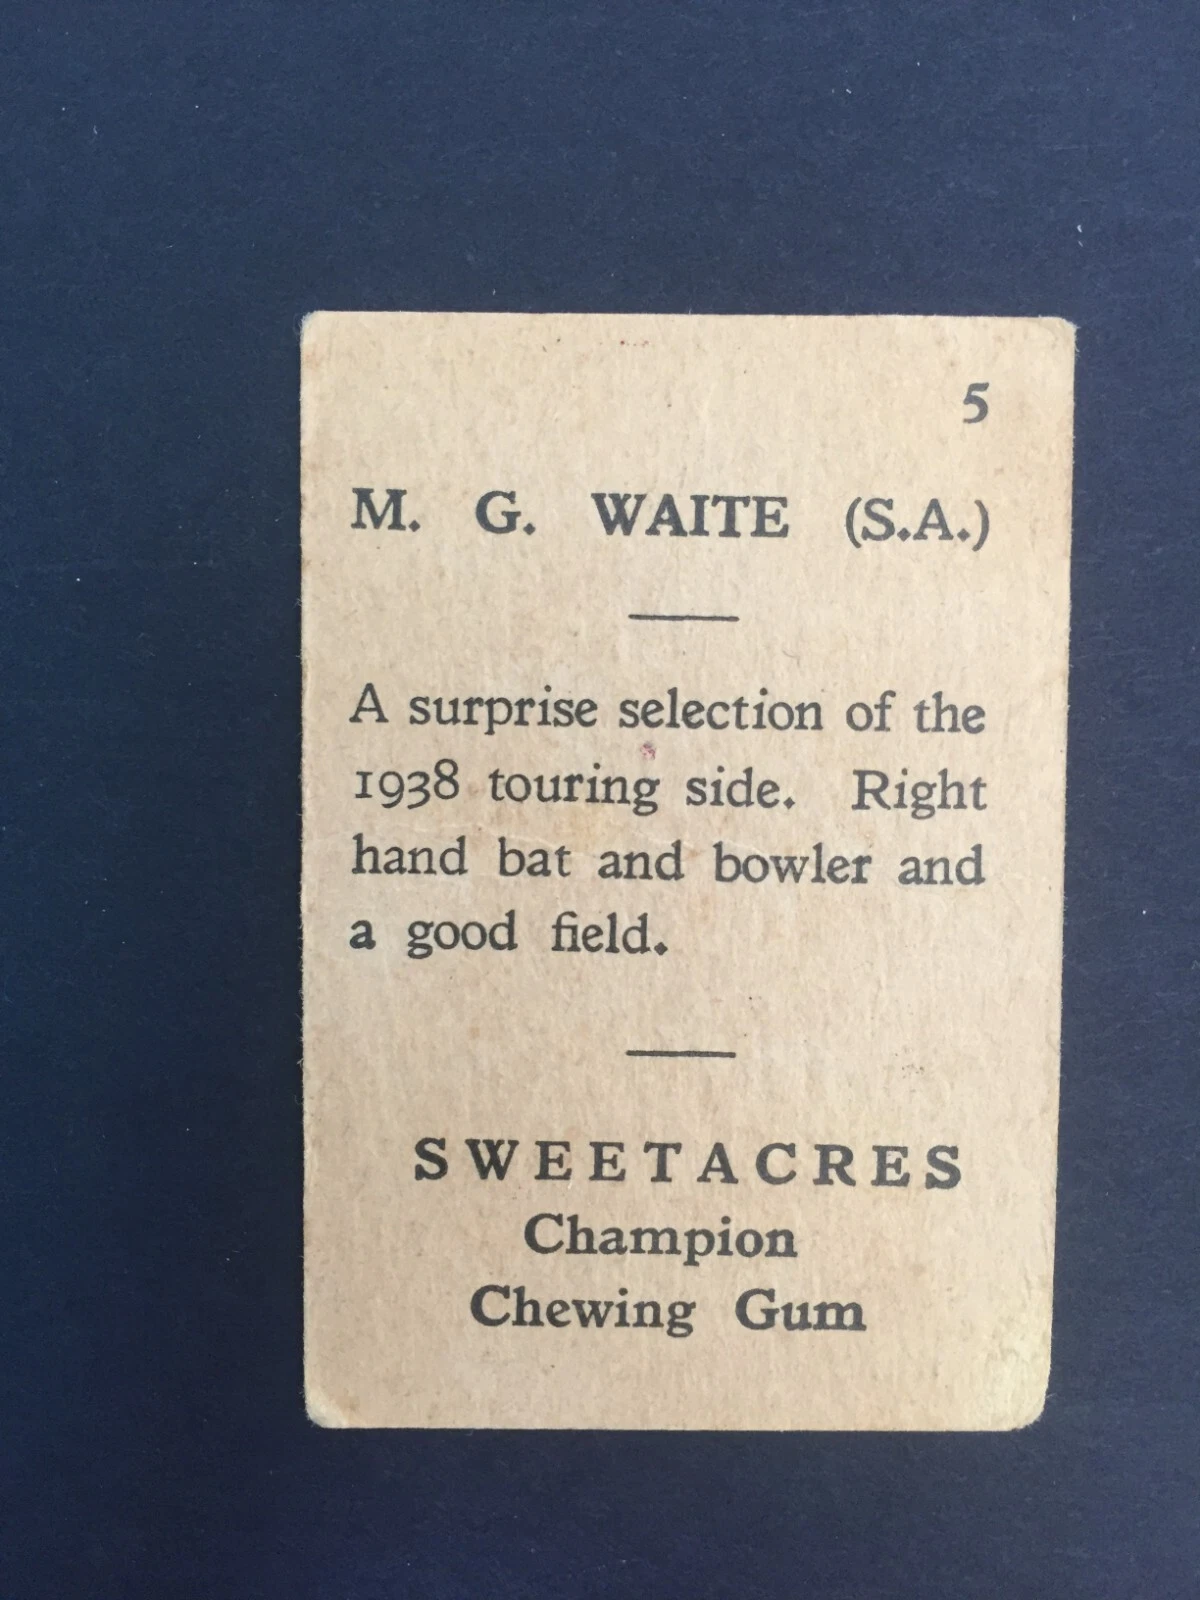 5
M. G. WAITE (S.A.)
A surprise selection of the
1938 touring side. Right
hand bat and bowler and
a good field.
SWEETACRES
Champion
Chewing Gum